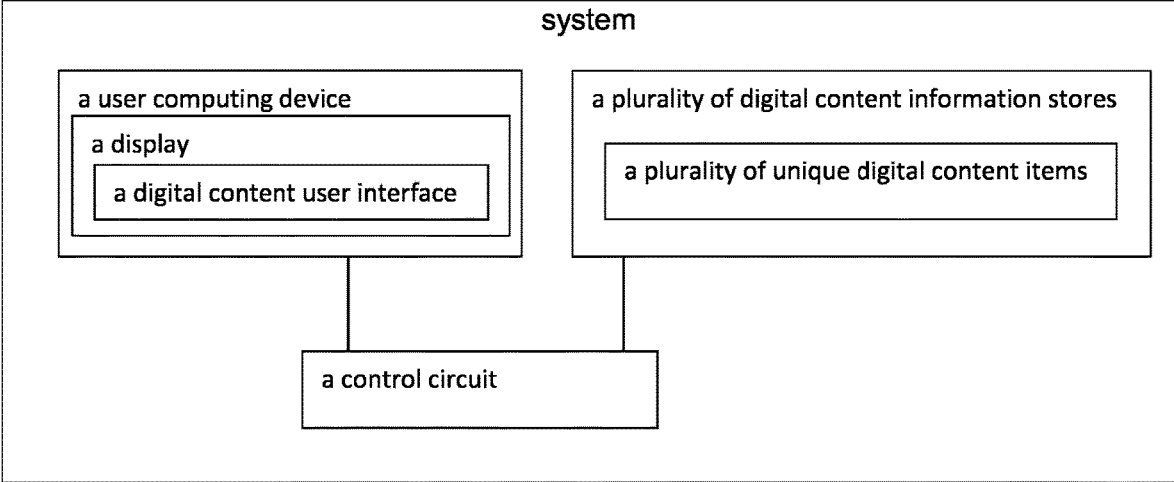 system
a user computing device
a display
a digital content user interface
a plurality of digital content information stores
a plurality of unique digital content items
a control circuit